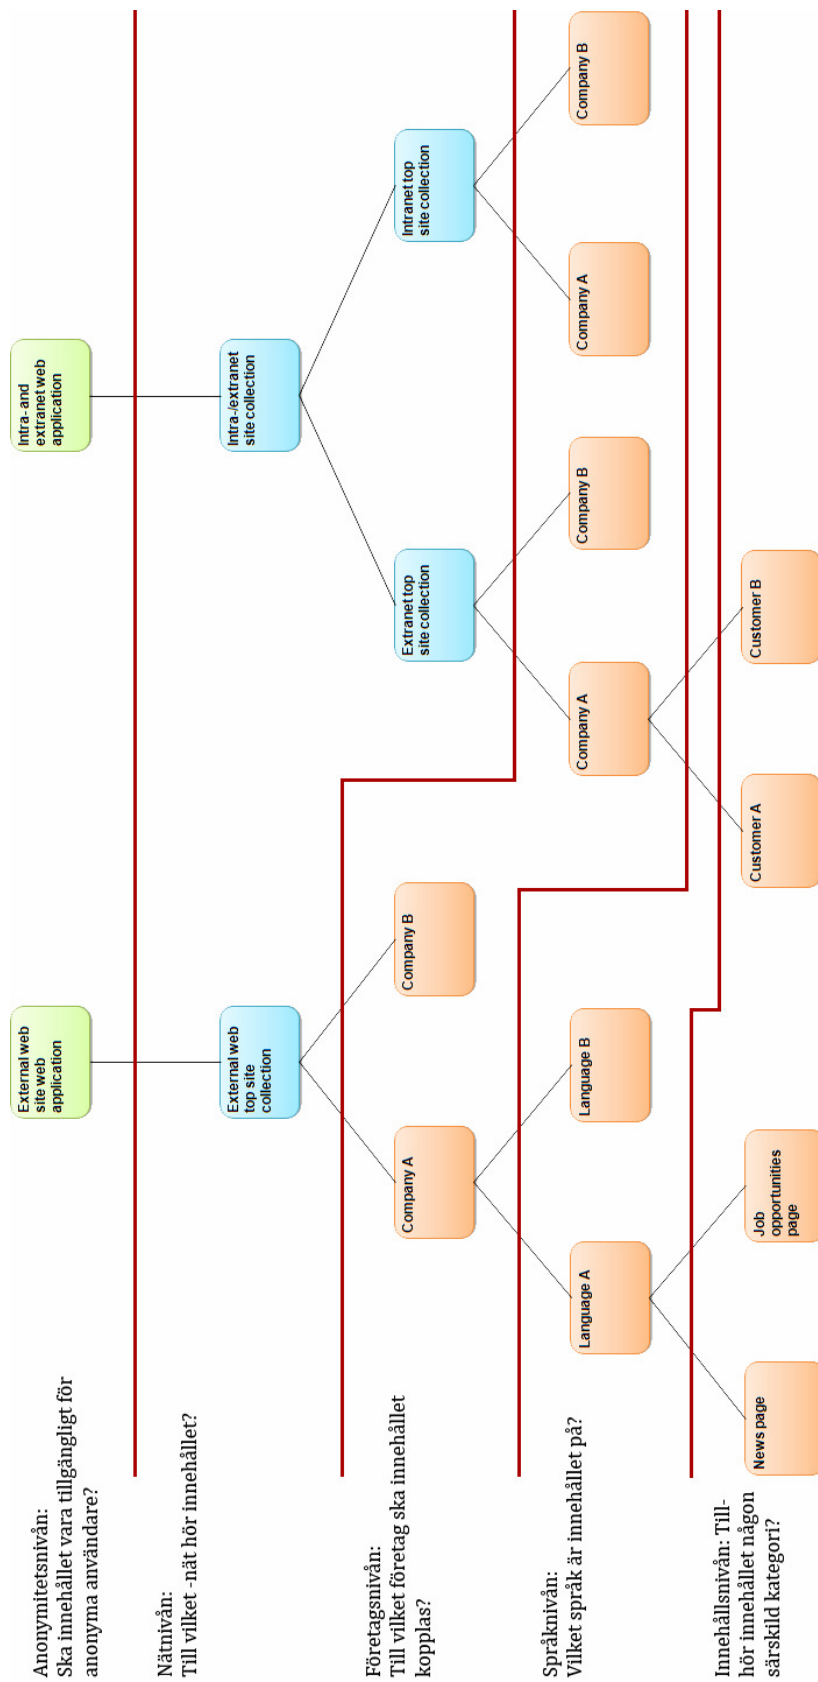 Anonymitetsnivån:
Ska innehållet vara tillgängligt för
anonyma användare?
External web
site web
application
Intra- and
extranet web
application
Nätnivån:
Till vilket -nät hör innehållet?
External web
top site
collection
Intra-/extranet
site collection
Extranet top
site collection
Intranet top
site collection
Företagsnivån:
Till vilket företag ska innehållet
kopplas?
Company A
Company B
Company A
Company B
Company A
Company B
Språknivån:
Vilket språk är innehållet på?
Language A
Language B
Innehållsnivån: Till-
hör innehållet någon
särskild kategori?
News page
Job
opportunities
page
Customer A
Customer B